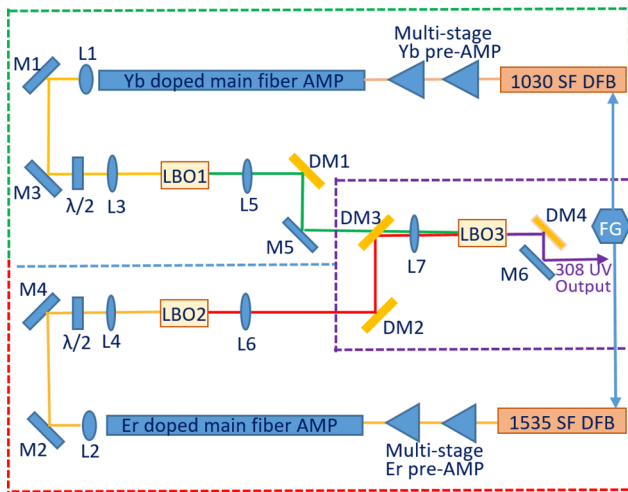 M1
L1
Yb doped main fiber AMP
Multi-stage
Yb pre-AMP
1030 SF DFB
M3
λ/2
L3
LBO1
L5
DM1
M5
DM3
L7
LBO3
DM4
M6
FG
308 UV
Output
M4
λ/2
L4
LBO2
L6
DM2
M2
L2
Er doped main fiber AMP
Multi-stage
Er pre-AMP
1535 SF DFB